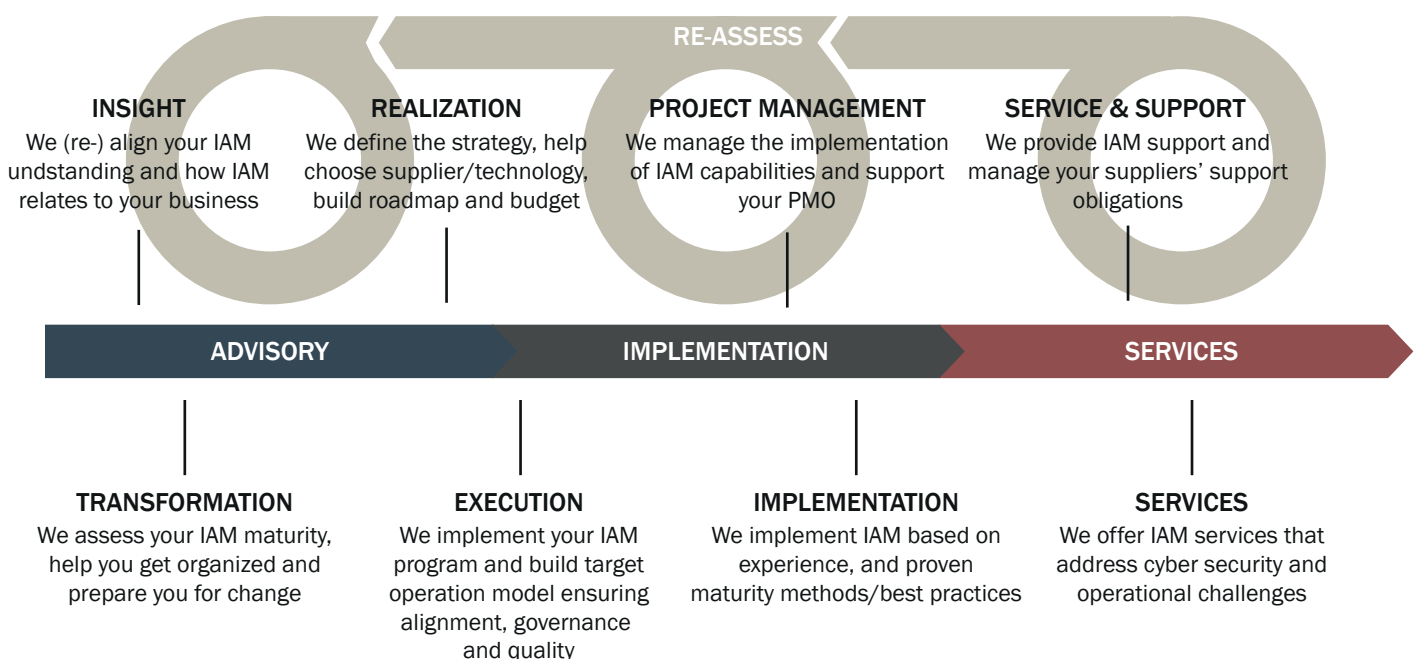 RE-ASSESS
INSIGHT
We (re-) align your IAM
undstanding and how IAM
relates to your business
REALIZATION
We define the strategy, help
choose supplier/technology,
build roadmap and budget
PROJECT MANAGEMENT
We manage the implementation
of IAM capabilities and support
your PMO
SERVICE & SUPPORT
We provide IAM support and
manage your suppliers’ support
obligations
ADVISORY
IMPLEMENTATION
SERVICES
TRANSFORMATION
We assess your IAM maturity,
help you get organized and
prepare you for change
EXECUTION
We implement your IAM
program and build target
operation model ensuring
alignment, governance
and quality
IMPLEMENTATION
We implement IAM based on
experience, and proven
maturity methods/best practices
SERVICES
We offer IAM services that
address cyber security and
operational challenges